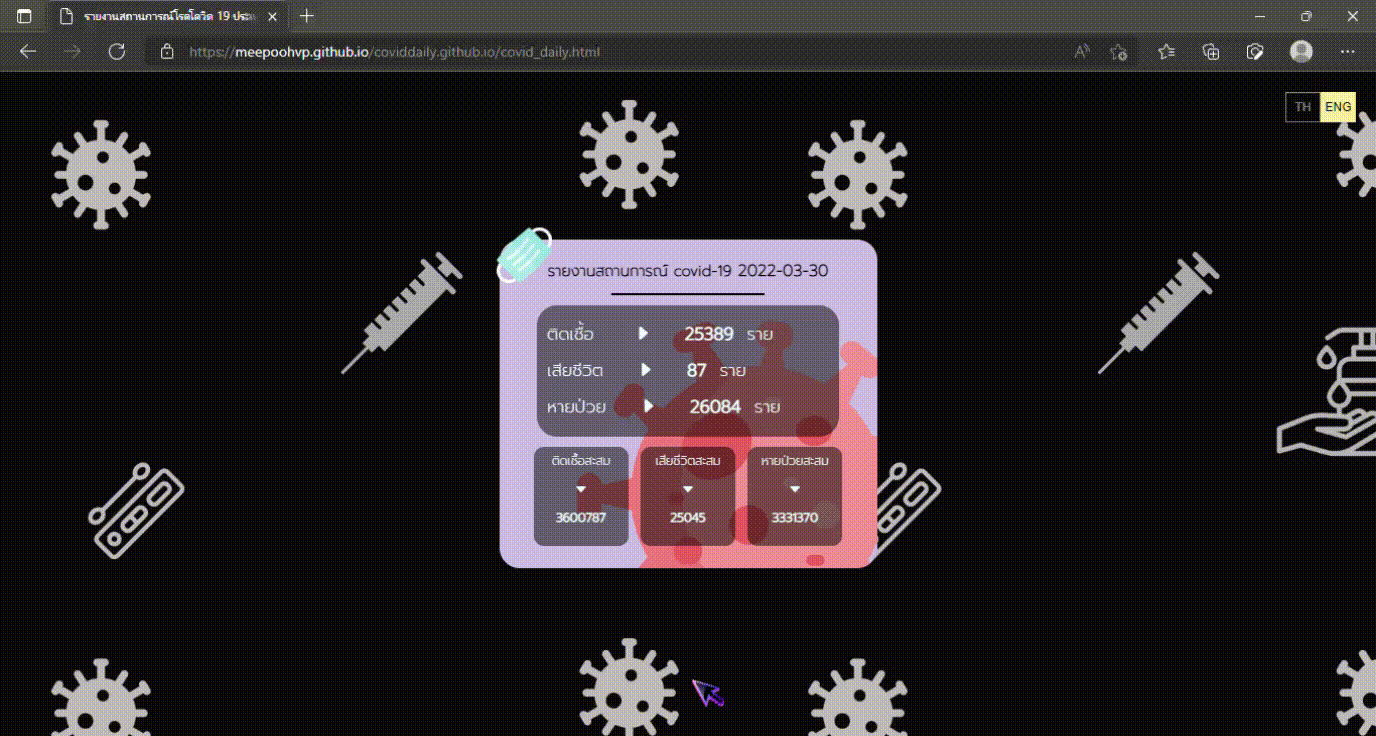 รายงานสถานการณ์โรคโควิด 19 ประ
https://meepoohvp.github.io/coviddaily.github.io/covid_daily.html
TH ENG
รายงานสถานการณ์ covid-19 2022-03-30
ติดเชื้อ 25389 ราย
เสียชีวิต 87 ราย
หายป่วย 26084 ราย
ติดเชื้อสะสม เสียชีวิตสะสม หายป่วยสะสม
3600787 25045 3331370